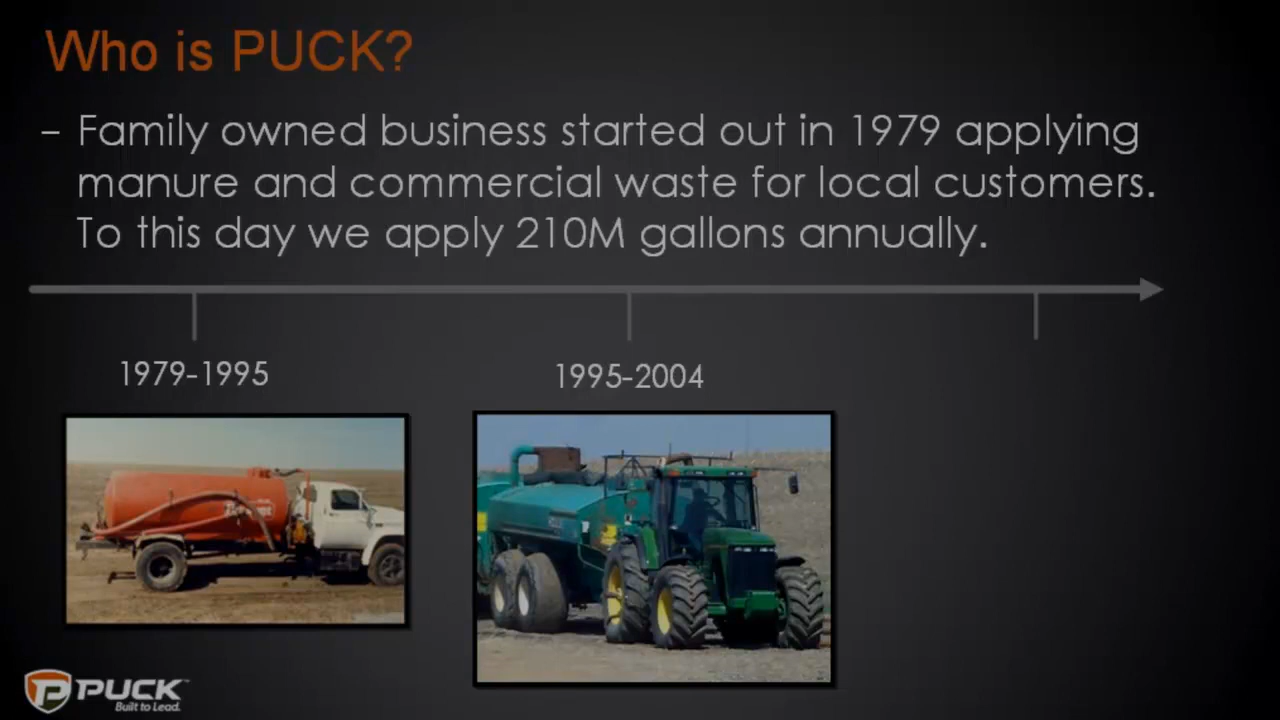 Who is PUCK?
– Family owned business started out in 1979 applying
manure and commercial waste for local customers.
To this day we apply 210M gallons annually.
1979-1995
1995-2004
PUCK™
Built to Lead.